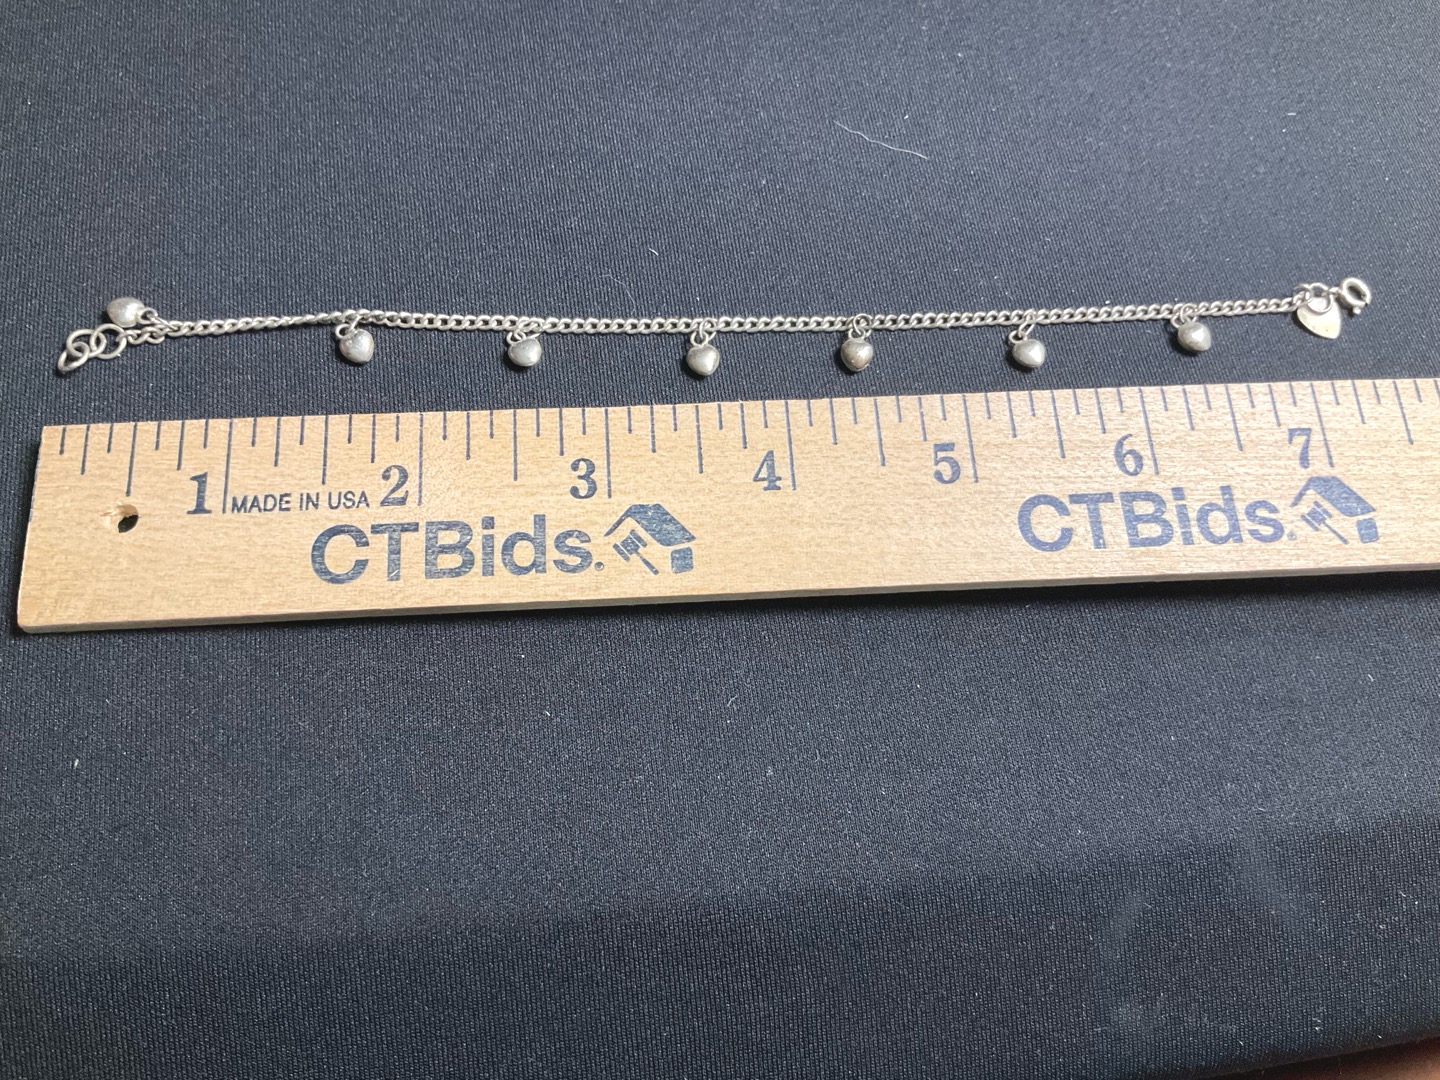 1 MADE IN USA 2 3 4 5 6 7
CTBids. CTBids.